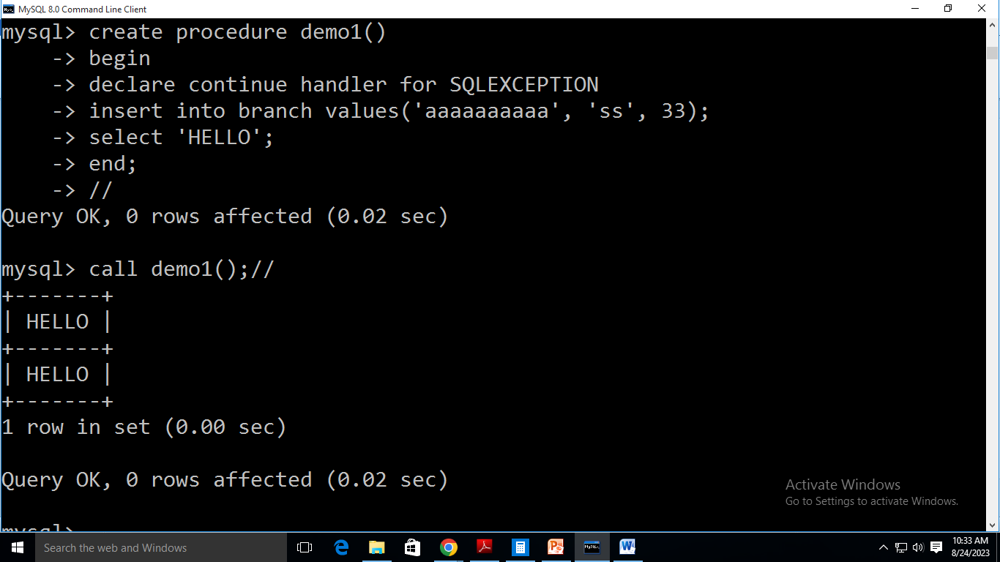 MySQL 8.0 Command Line Client
mysql> create procedure demo1()
    -> begin
    -> declare continue handler for SQLEXCEPTION
    -> insert into branch values('aaaaaaaaaa', 'ss', 33);
    -> select 'HELLO';
    -> end;
    -> //
Query OK, 0 rows affected (0.02 sec)
mysql> call demo1();//
+-------+
| HELLO |
+-------+
| HELLO |
+-------+
1 row in set (0.00 sec)
Query OK, 0 rows affected (0.02 sec)
Activate Windows
Go to Settings to activate Windows.
mysql>
Search the web and Windows
10:33 AM
8/24/2023